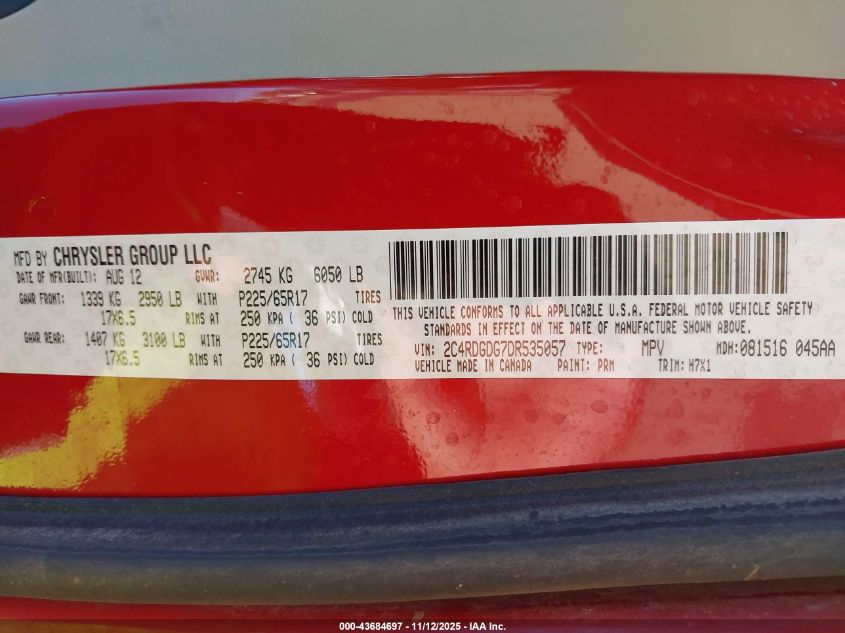 MFD BY CHRYSLER GROUP LLC
DATE OF MFR(BUILT): AUG 12 GVWR: 2745 KG 6050 LB
GAWR FRONT: 1339 KG 2950 LB WITH P225/65R17 TIRES
17X6.5 RIMS AT 250 KPA ( 36 PSI) COLD
GAWR REAR: 1407 KG 3100 LB WITH P225/65R17 TIRES
17X6.5 RIMS AT 250 KPA ( 36 PSI) COLD
THIS VEHICLE CONFORMS TO ALL APPLICABLE U.S.A. FEDERAL MOTOR VEHICLE SAFETY
STANDARDS IN EFFECT ON THE DATE OF MANUFACTURE SHOWN ABOVE.
VIN: 2C4RDGDG7DR535057 TYPE: MPV MDH: 081516 045AA
VEHICLE MADE IN CANADA PAINT: PRM TRIM: H7X1
000-43684697 - 11/12/2025 - IAA Inc.